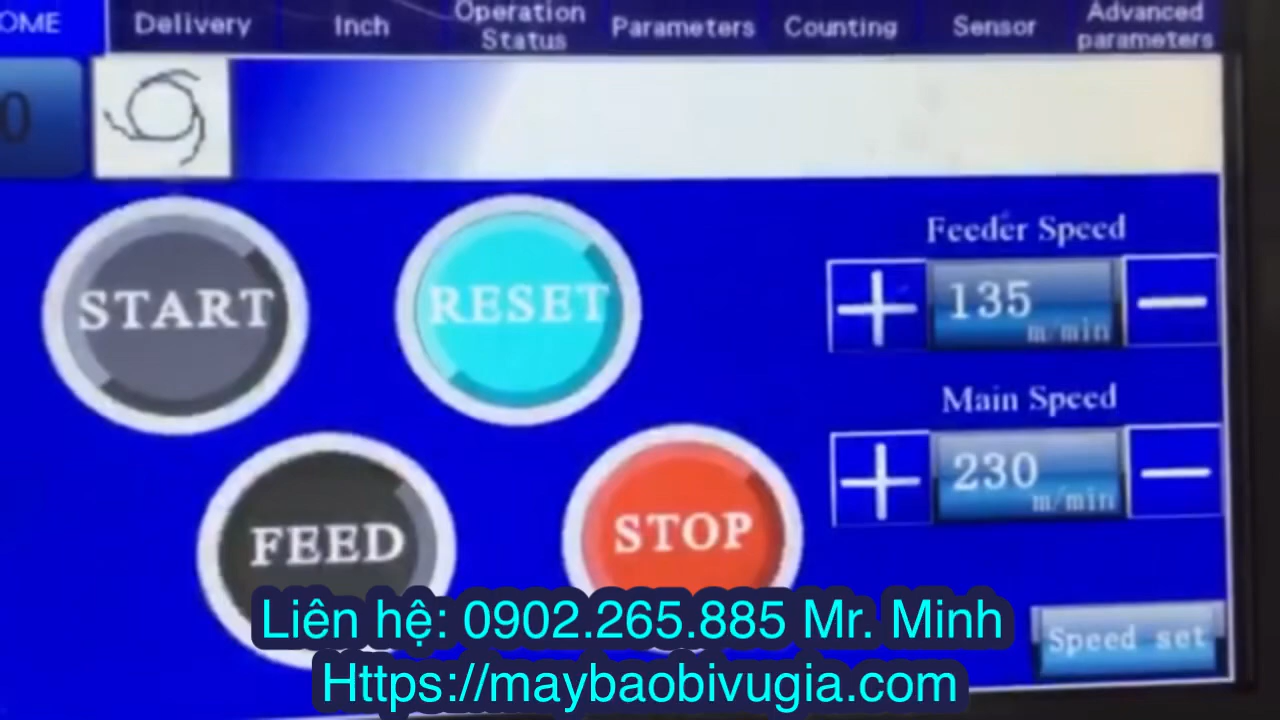 OME Delivery Inch Operation Status Parameters Counting Sensor Advanced parameters
0
START RESET
Feeder Speed
135 m/min
Main Speed
230 m/min
FEED STOP
Speed set
Liên hệ: 0902.265.885 Mr. Minh
Https://maybaobivugia.com